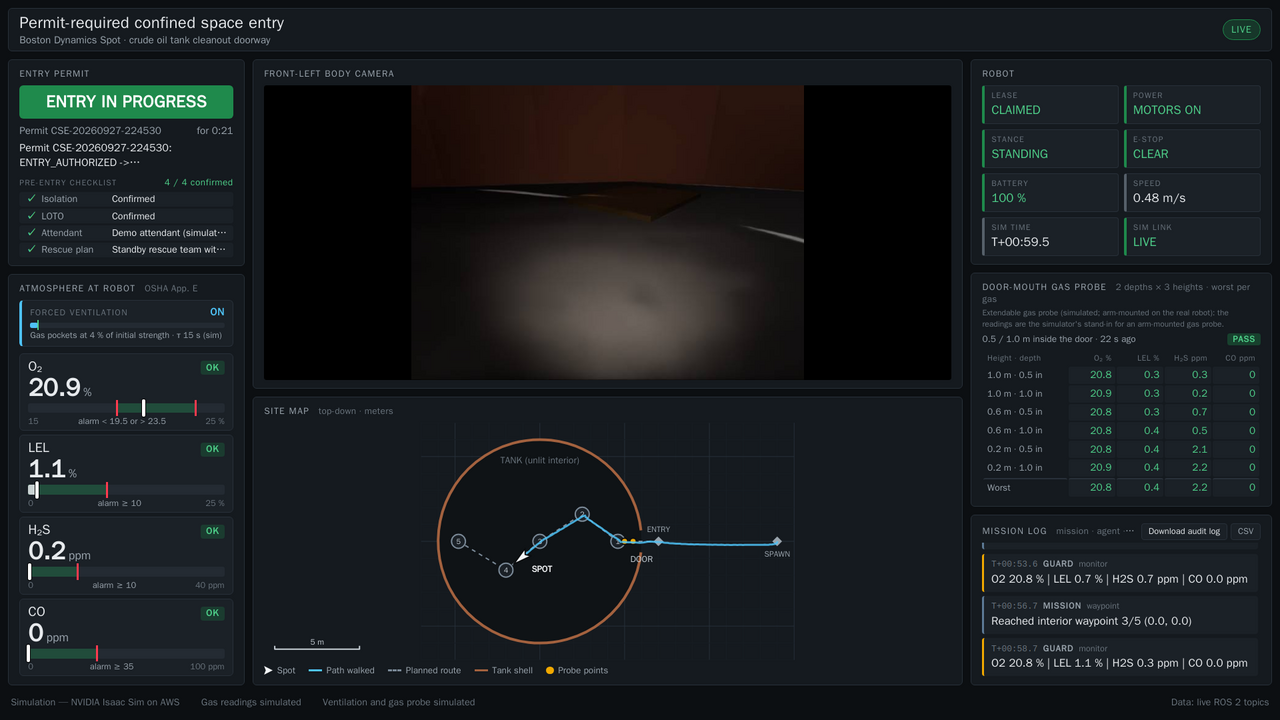 Permit-required confined space entry
Boston Dynamics Spot · crude oil tank cleanout doorway
LIVE
ENTRY PERMIT
ENTRY IN PROGRESS
Permit CSE-20260927-224530 for 0:21
Permit CSE-20260927-224530:
ENTRY_AUTHORIZED ->···
PRE-ENTRY CHECKLIST 4 / 4 confirmed
✓ Isolation Confirmed
✓ LOTO Confirmed
✓ Attendant Demo attendant (simulat···
✓ Rescue plan Standby rescue team wit···
ATMOSPHERE AT ROBOT OSHA App. E
FORCED VENTILATION ON
Gas pockets at 4 % of initial strength · τ 15 s (sim)
O₂ OK
20.9 %
15 alarm < 19.5 or > 23.5 25 %
LEL OK
1.1 %
0 alarm ≥ 10 25 %
H₂S OK
0.2 ppm
0 alarm ≥ 10 40 ppm
CO OK
0 ppm
0 alarm ≥ 35 100 ppm
FRONT-LEFT BODY CAMERA
SITE MAP top-down · meters
TANK (unlit interior)
2
ENTRY
5
3
DOOR
SPAWN
4
SPOT
5 m
Spot Path walked Planned route Tank shell Probe points
ROBOT
LEASE
CLAIMED
POWER
MOTORS ON
STANCE
STANDING
E-STOP
CLEAR
BATTERY
100 %
SPEED
0.48 m/s
SIM TIME
T+00:59.5
SIM LINK
LIVE
DOOR-MOUTH GAS PROBE 2 depths × 3 heights · worst per
gas
Extendable gas probe (simulated; arm-mounted on the real robot): the
readings are the simulator's stand-in for an arm-mounted gas probe.
0.5 / 1.0 m inside the door · 22 s ago PASS
Height · depth O₂ % LEL % H₂S ppm CO ppm
1.0 m · 0.5 in 20.8 0.3 0.3 0
1.0 m · 1.0 in 20.9 0.3 0.2 0
0.6 m · 0.5 in 20.8 0.3 0.7 0
0.6 m · 1.0 in 20.8 0.4 0.5 0
0.2 m · 0.5 in 20.8 0.4 2.1 0
0.2 m · 1.0 in 20.9 0.4 2.2 0
Worst 20.8 0.4 2.2 0
MISSION LOG mission · agent ··· Download audit log CSV
T+00:53.6 GUARD monitor
O2 20.8 % | LEL 0.7 % | H2S 0.7 ppm | CO 0.0 ppm
T+00:56.7 MISSION waypoint
Reached interior waypoint 3/5 (0.0, 0.0)
T+00:58.7 GUARD monitor
O2 20.8 % | LEL 1.1 % | H2S 0.3 ppm | CO 0.0 ppm
Simulation — NVIDIA Isaac Sim on AWS Gas readings simulated Ventilation and gas probe simulated Data: live ROS 2 topics